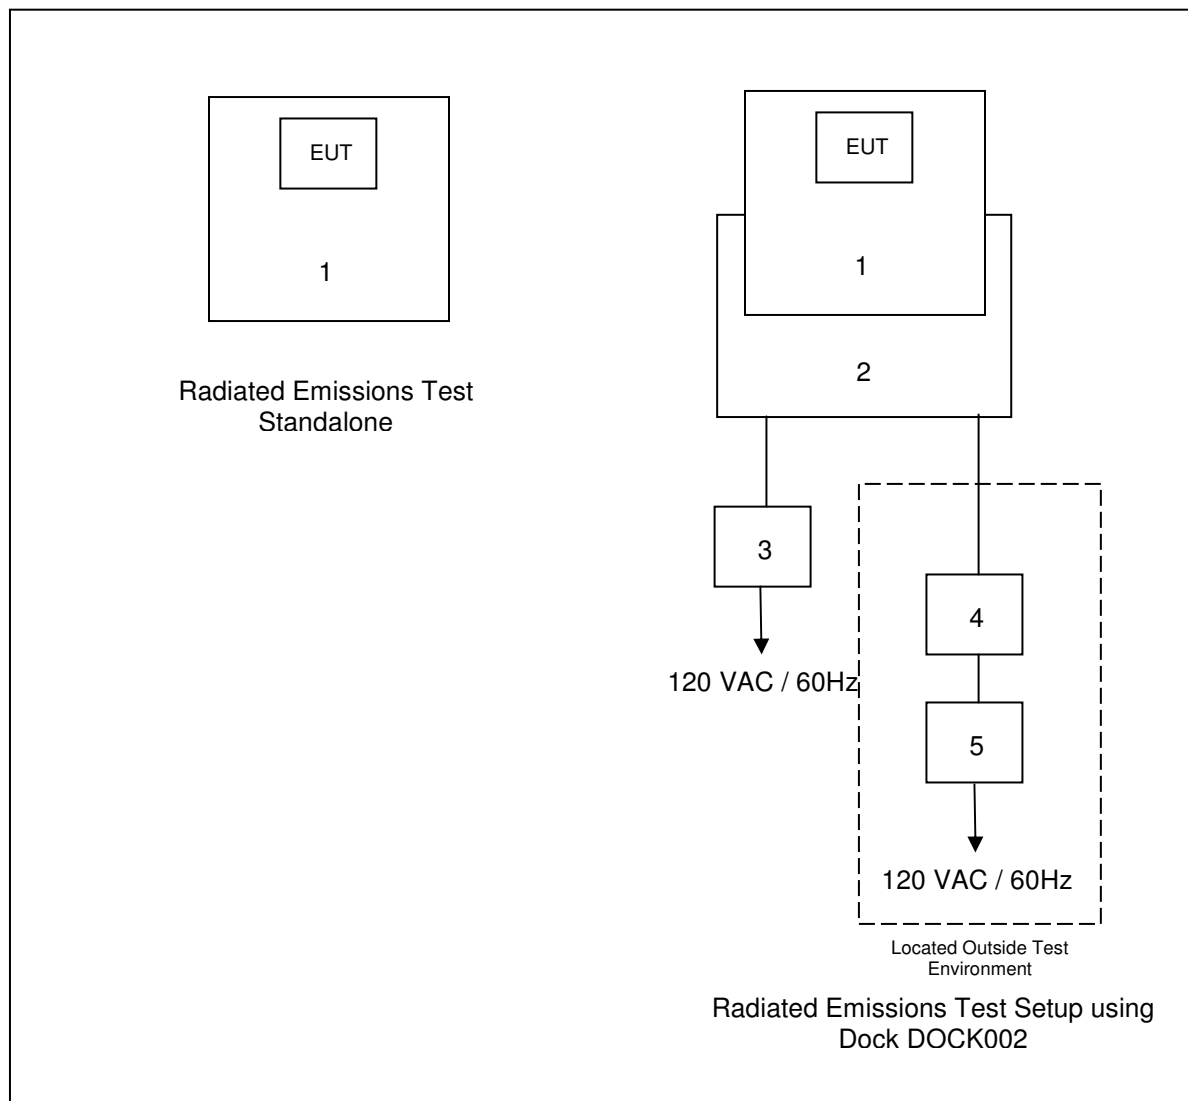 EUT
1
Radiated Emissions Test
Standalone
EUT
1
2
3
120 VAC / 60Hz
4
5
120 VAC / 60Hz
Located Outside Test
Environment
Radiated Emissions Test Setup using
Dock DOCK002